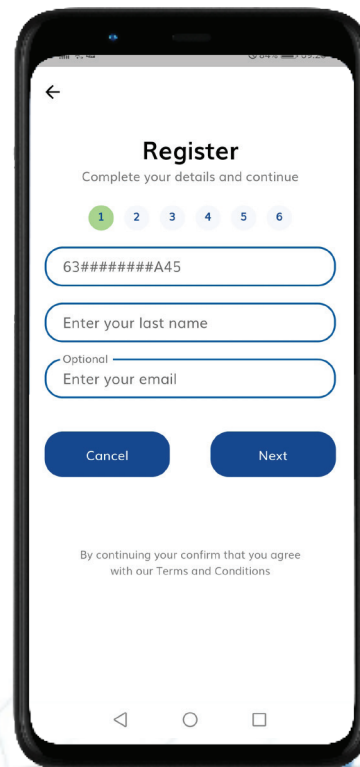 Register
Complete your details and continue
1 2 3 4 5 6
63########A45
Enter your last name
Optional
Enter your email
Cancel Next
By continuing your confirm that you agree
with our Terms and Conditions